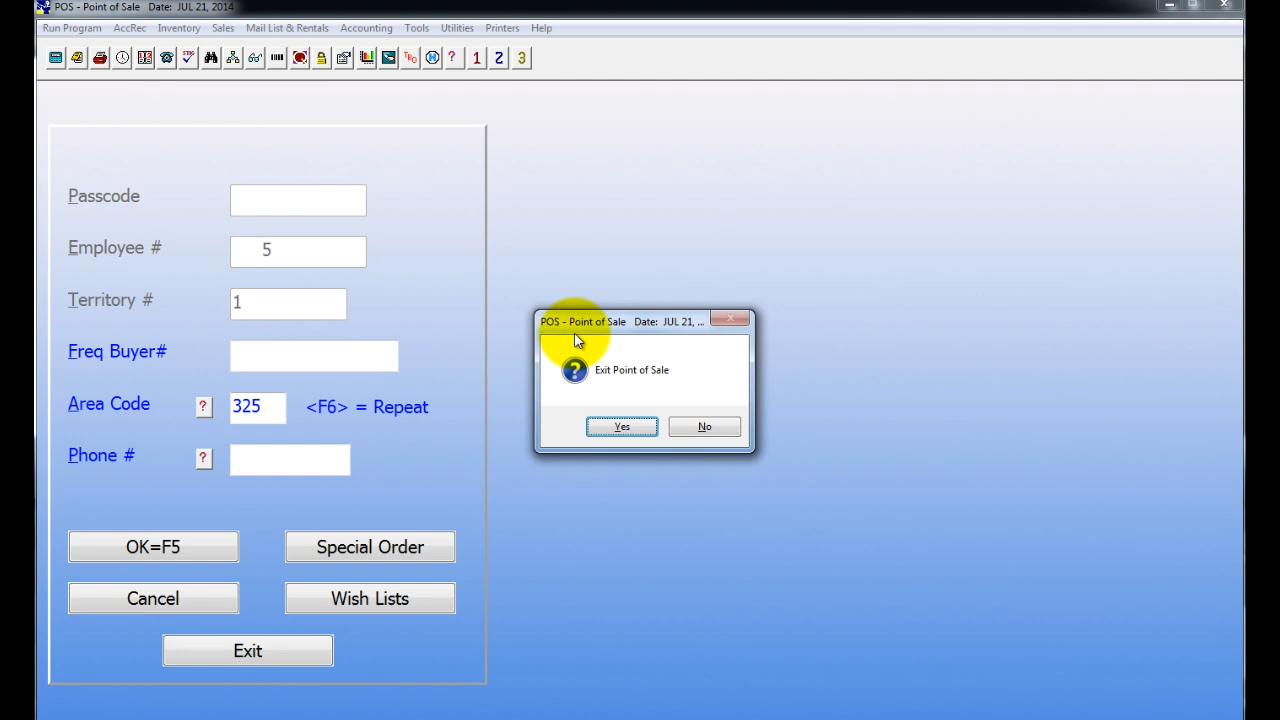 POS - Point of Sale Date: JUL 21, 2014
Run Program AccRec Inventory Sales Mail List & Rentals Accounting Tools Utilities Printers Help
? 1 2 3
Passcode
Employee # 5
Territory # 1
Freq Buyer#
Area Code ? 325 <F6> = Repeat
Phone # ?
OK=F5 Special Order
Cancel Wish Lists
Exit
POS - Point of Sale Date: JUL 21, ...
Exit Point of Sale
Yes No